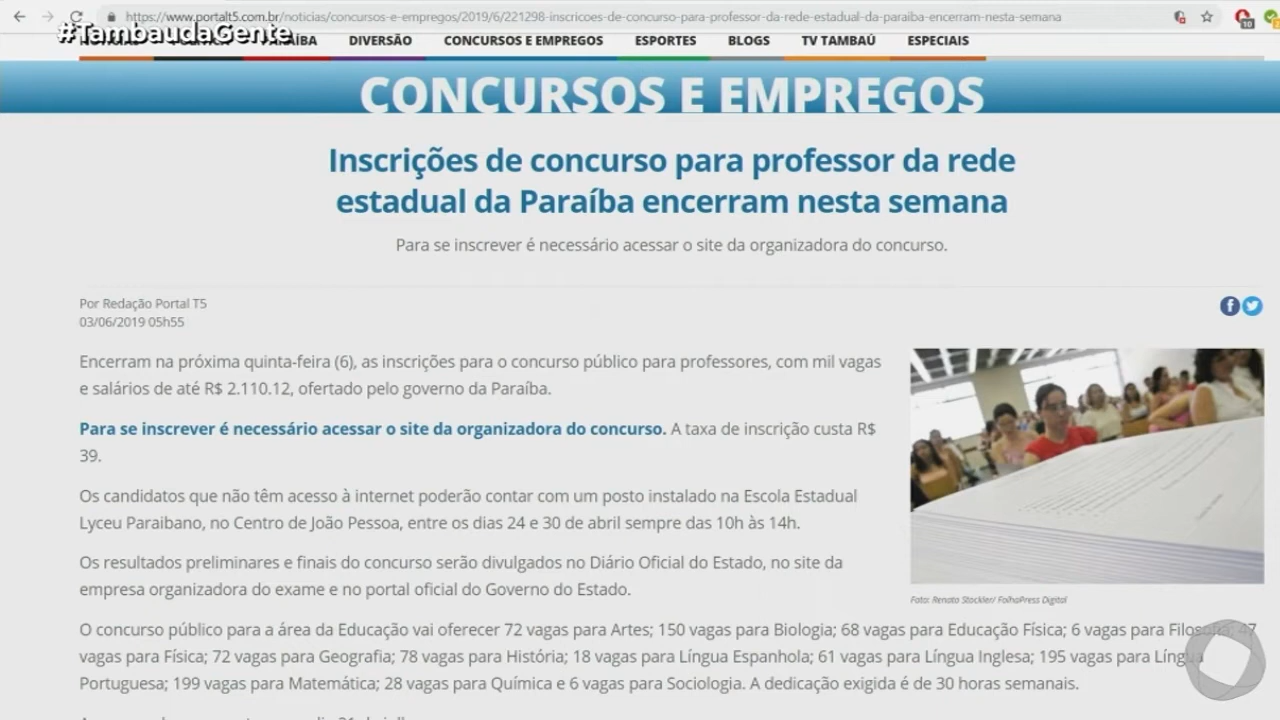 https://www.portalt5.com.br/noticias/concursos-e-empregos/2019/6/221298-inscricoes-de-concurso-para-professor-da-rede-estadual-da-paraiba-encerram-nesta-semana
10
#TambaudaGente
DIVERSÃO CONCURSOS E EMPREGOS ESPORTES BLOGS TV TAMBAÚ ESPECIAIS
CONCURSOS E EMPREGOS
Inscrições de concurso para professor da rede
estadual da Paraíba encerram nesta semana
Para se inscrever é necessário acessar o site da organizadora do concurso.
Por Redação Portal T5
03/06/2019 05h55
Encerram na próxima quinta-feira (6), as inscrições para o concurso público para professores, com mil vagas
e salários de até R$ 2.110.12, ofertado pelo governo da Paraíba.
Para se inscrever é necessário acessar o site da organizadora do concurso. A taxa de inscrição custa R$
39.
Os candidatos que não têm acesso à internet poderão contar com um posto instalado na Escola Estadual
Lyceu Paraibano, no Centro de João Pessoa, entre os dias 24 e 30 de abril sempre das 10h às 14h.
Os resultados preliminares e finais do concurso serão divulgados no Diário Oficial do Estado, no site da
empresa organizadora do exame e no portal oficial do Governo do Estado.
Foto: Renato Stockler/ FolhaPress Digital
O concurso público para a área da Educação vai oferecer 72 vagas para Artes; 150 vagas para Biologia; 68 vagas para Educação Física; 6 vagas para Filosofia; 47
vagas para Física; 72 vagas para Geografia; 78 vagas para História; 18 vagas para Língua Espanhola; 61 vagas para Língua Inglesa; 195 vagas para Língua
Portuguesa; 199 vagas para Matemática; 28 vagas para Química e 6 vagas para Sociologia. A dedicação exigida é de 30 horas semanais.